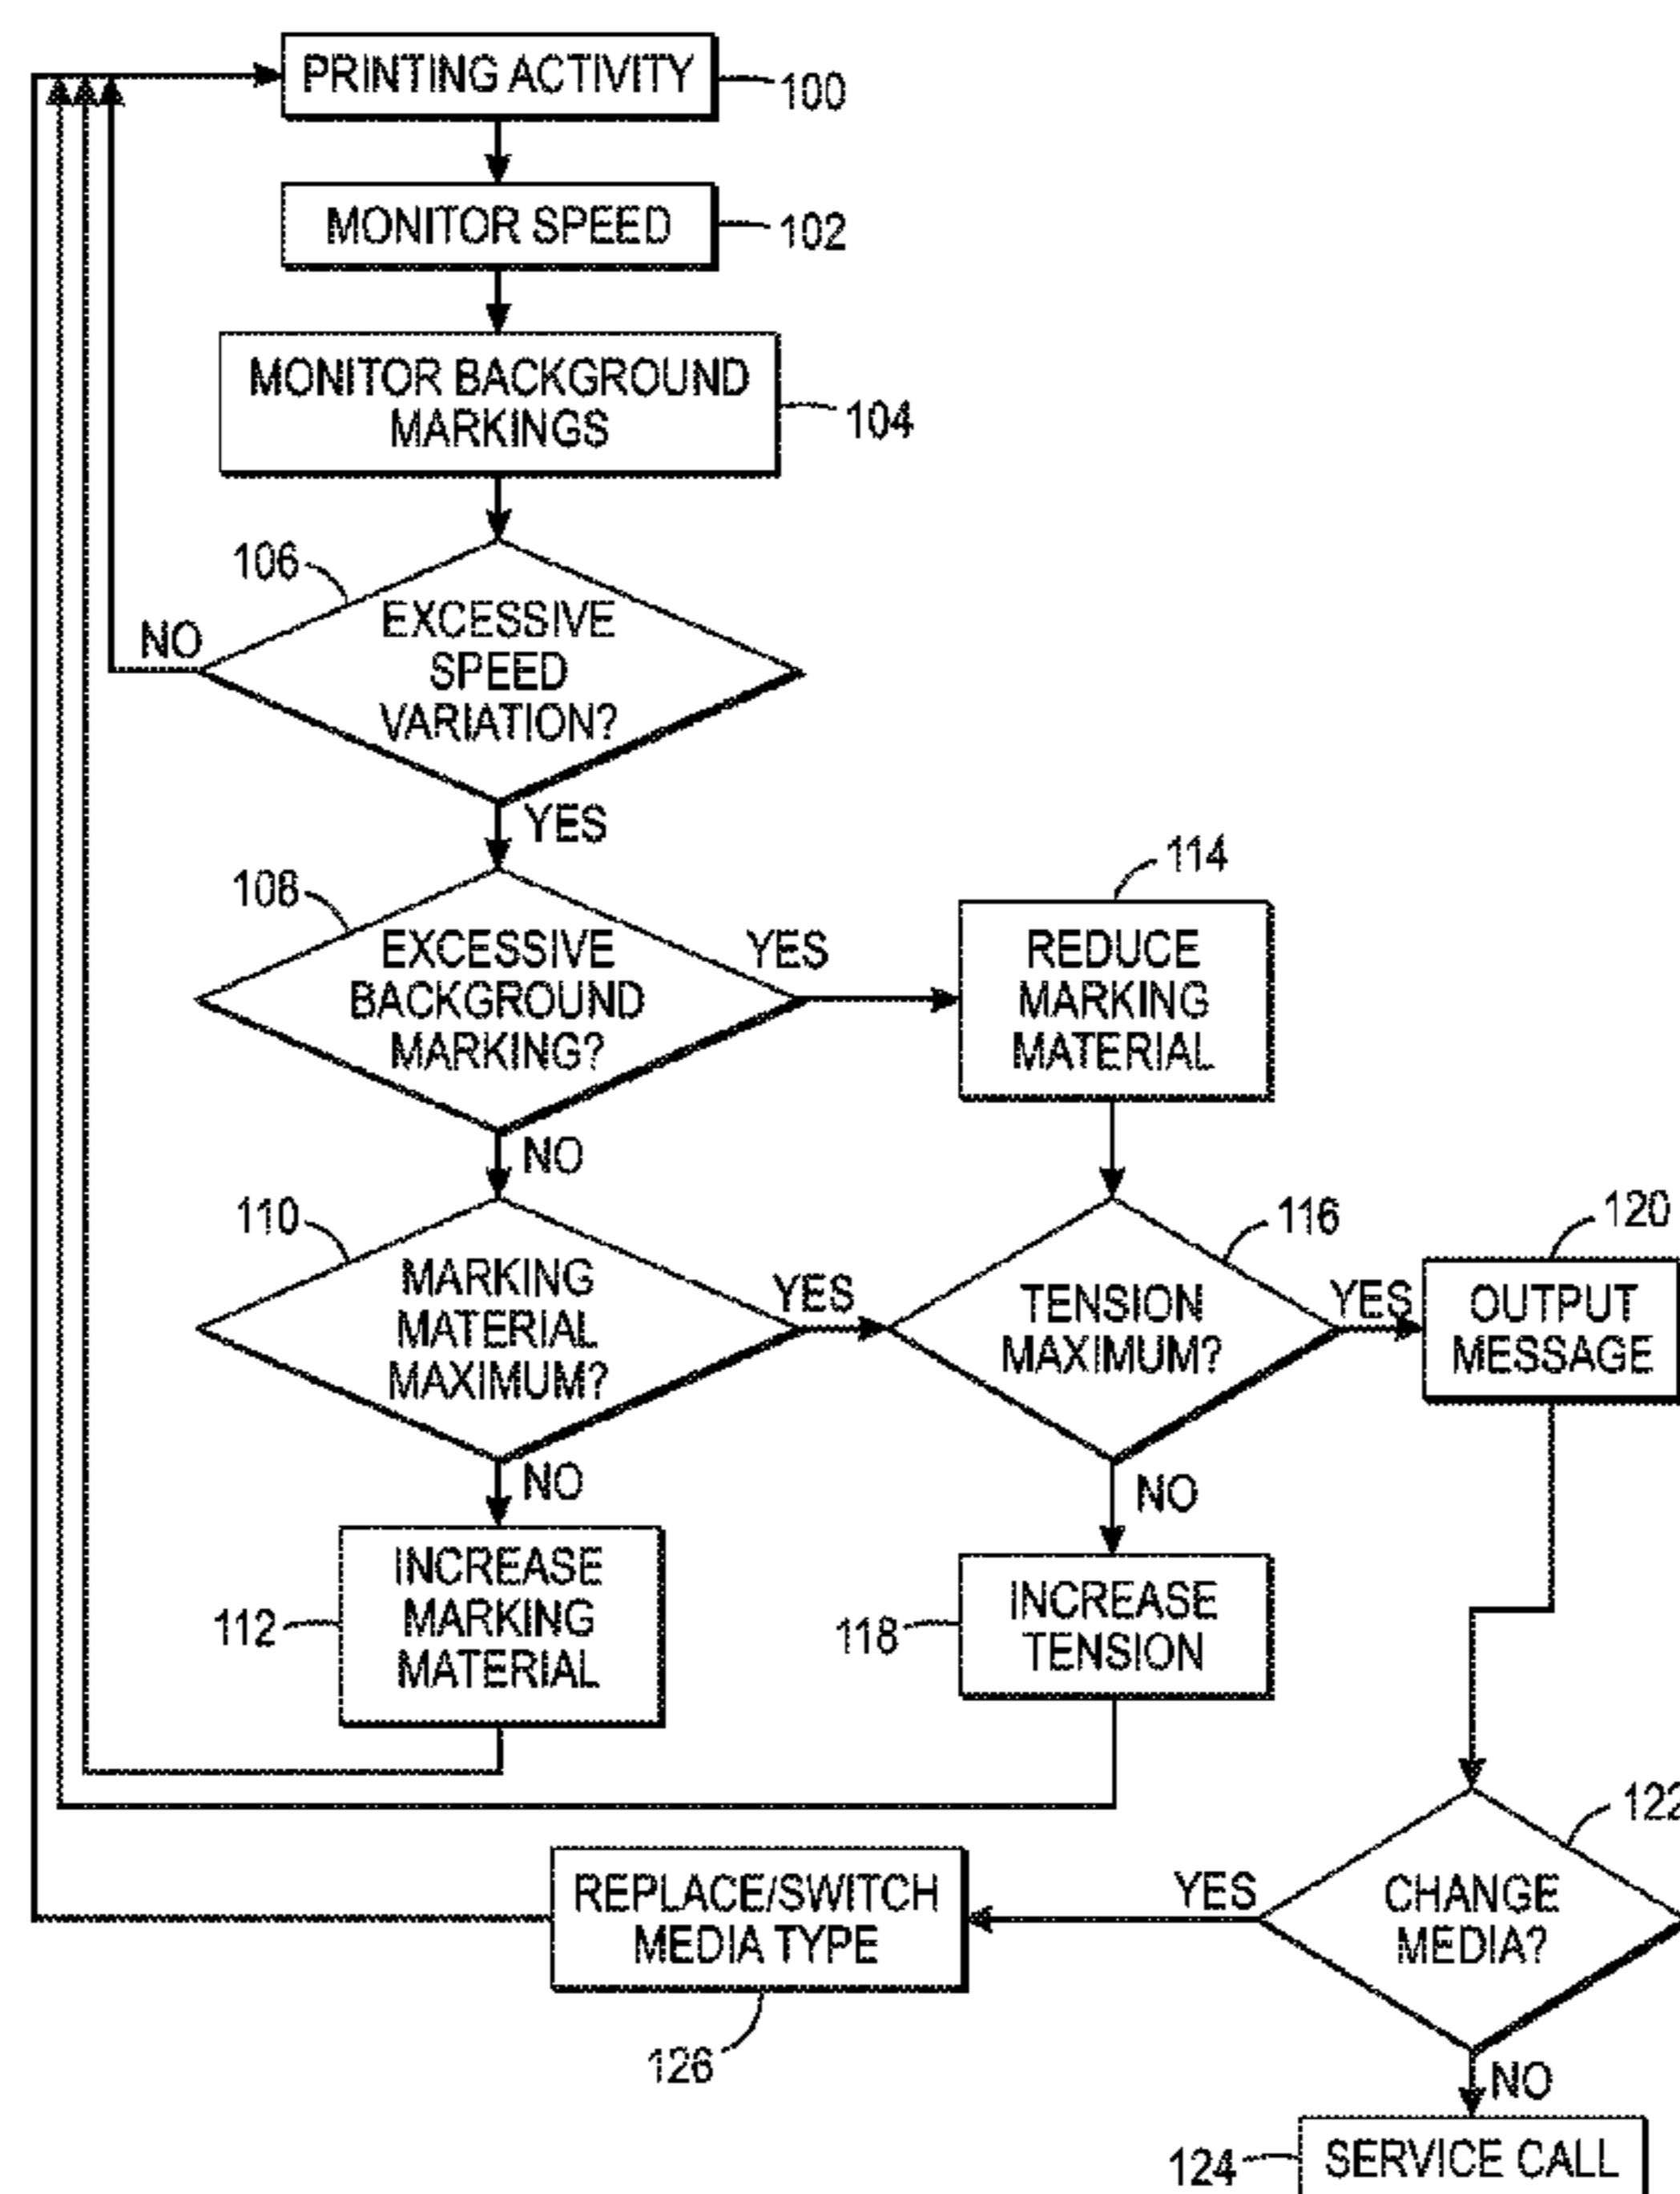 PRINTING ACTIVITY
100
MONITOR SPEED
102
MONITOR BACKGROUND
MARKINGS
104
106
EXCESSIVE
SPEED
VARIATION?
NO
YES
108
EXCESSIVE
BACKGROUND
MARKING?
YES
NO
114
REDUCE
MARKING
MATERIAL
110
MARKING
MATERIAL
MAXIMUM?
YES
NO
116
TENSION
MAXIMUM?
YES
NO
120
OUTPUT
MESSAGE
112
INCREASE
MARKING
MATERIAL
118
INCREASE
TENSION
122
CHANGE
MEDIA?
YES
NO
REPLACE/SWITCH
MEDIA TYPE
126
124
SERVICE CALL